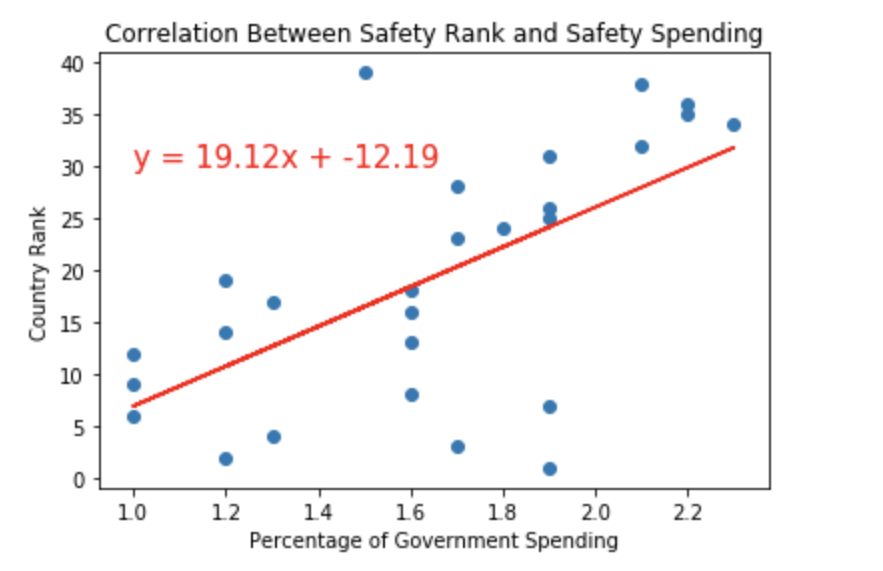 Correlation Between Safety Rank and Safety Spending
40
35
y = 19.12x + -12.19
30
25
Country Rank
20
15
10
5
0
1.0 1.2 1.4 1.6 1.8 2.0 2.2
Percentage of Government Spending